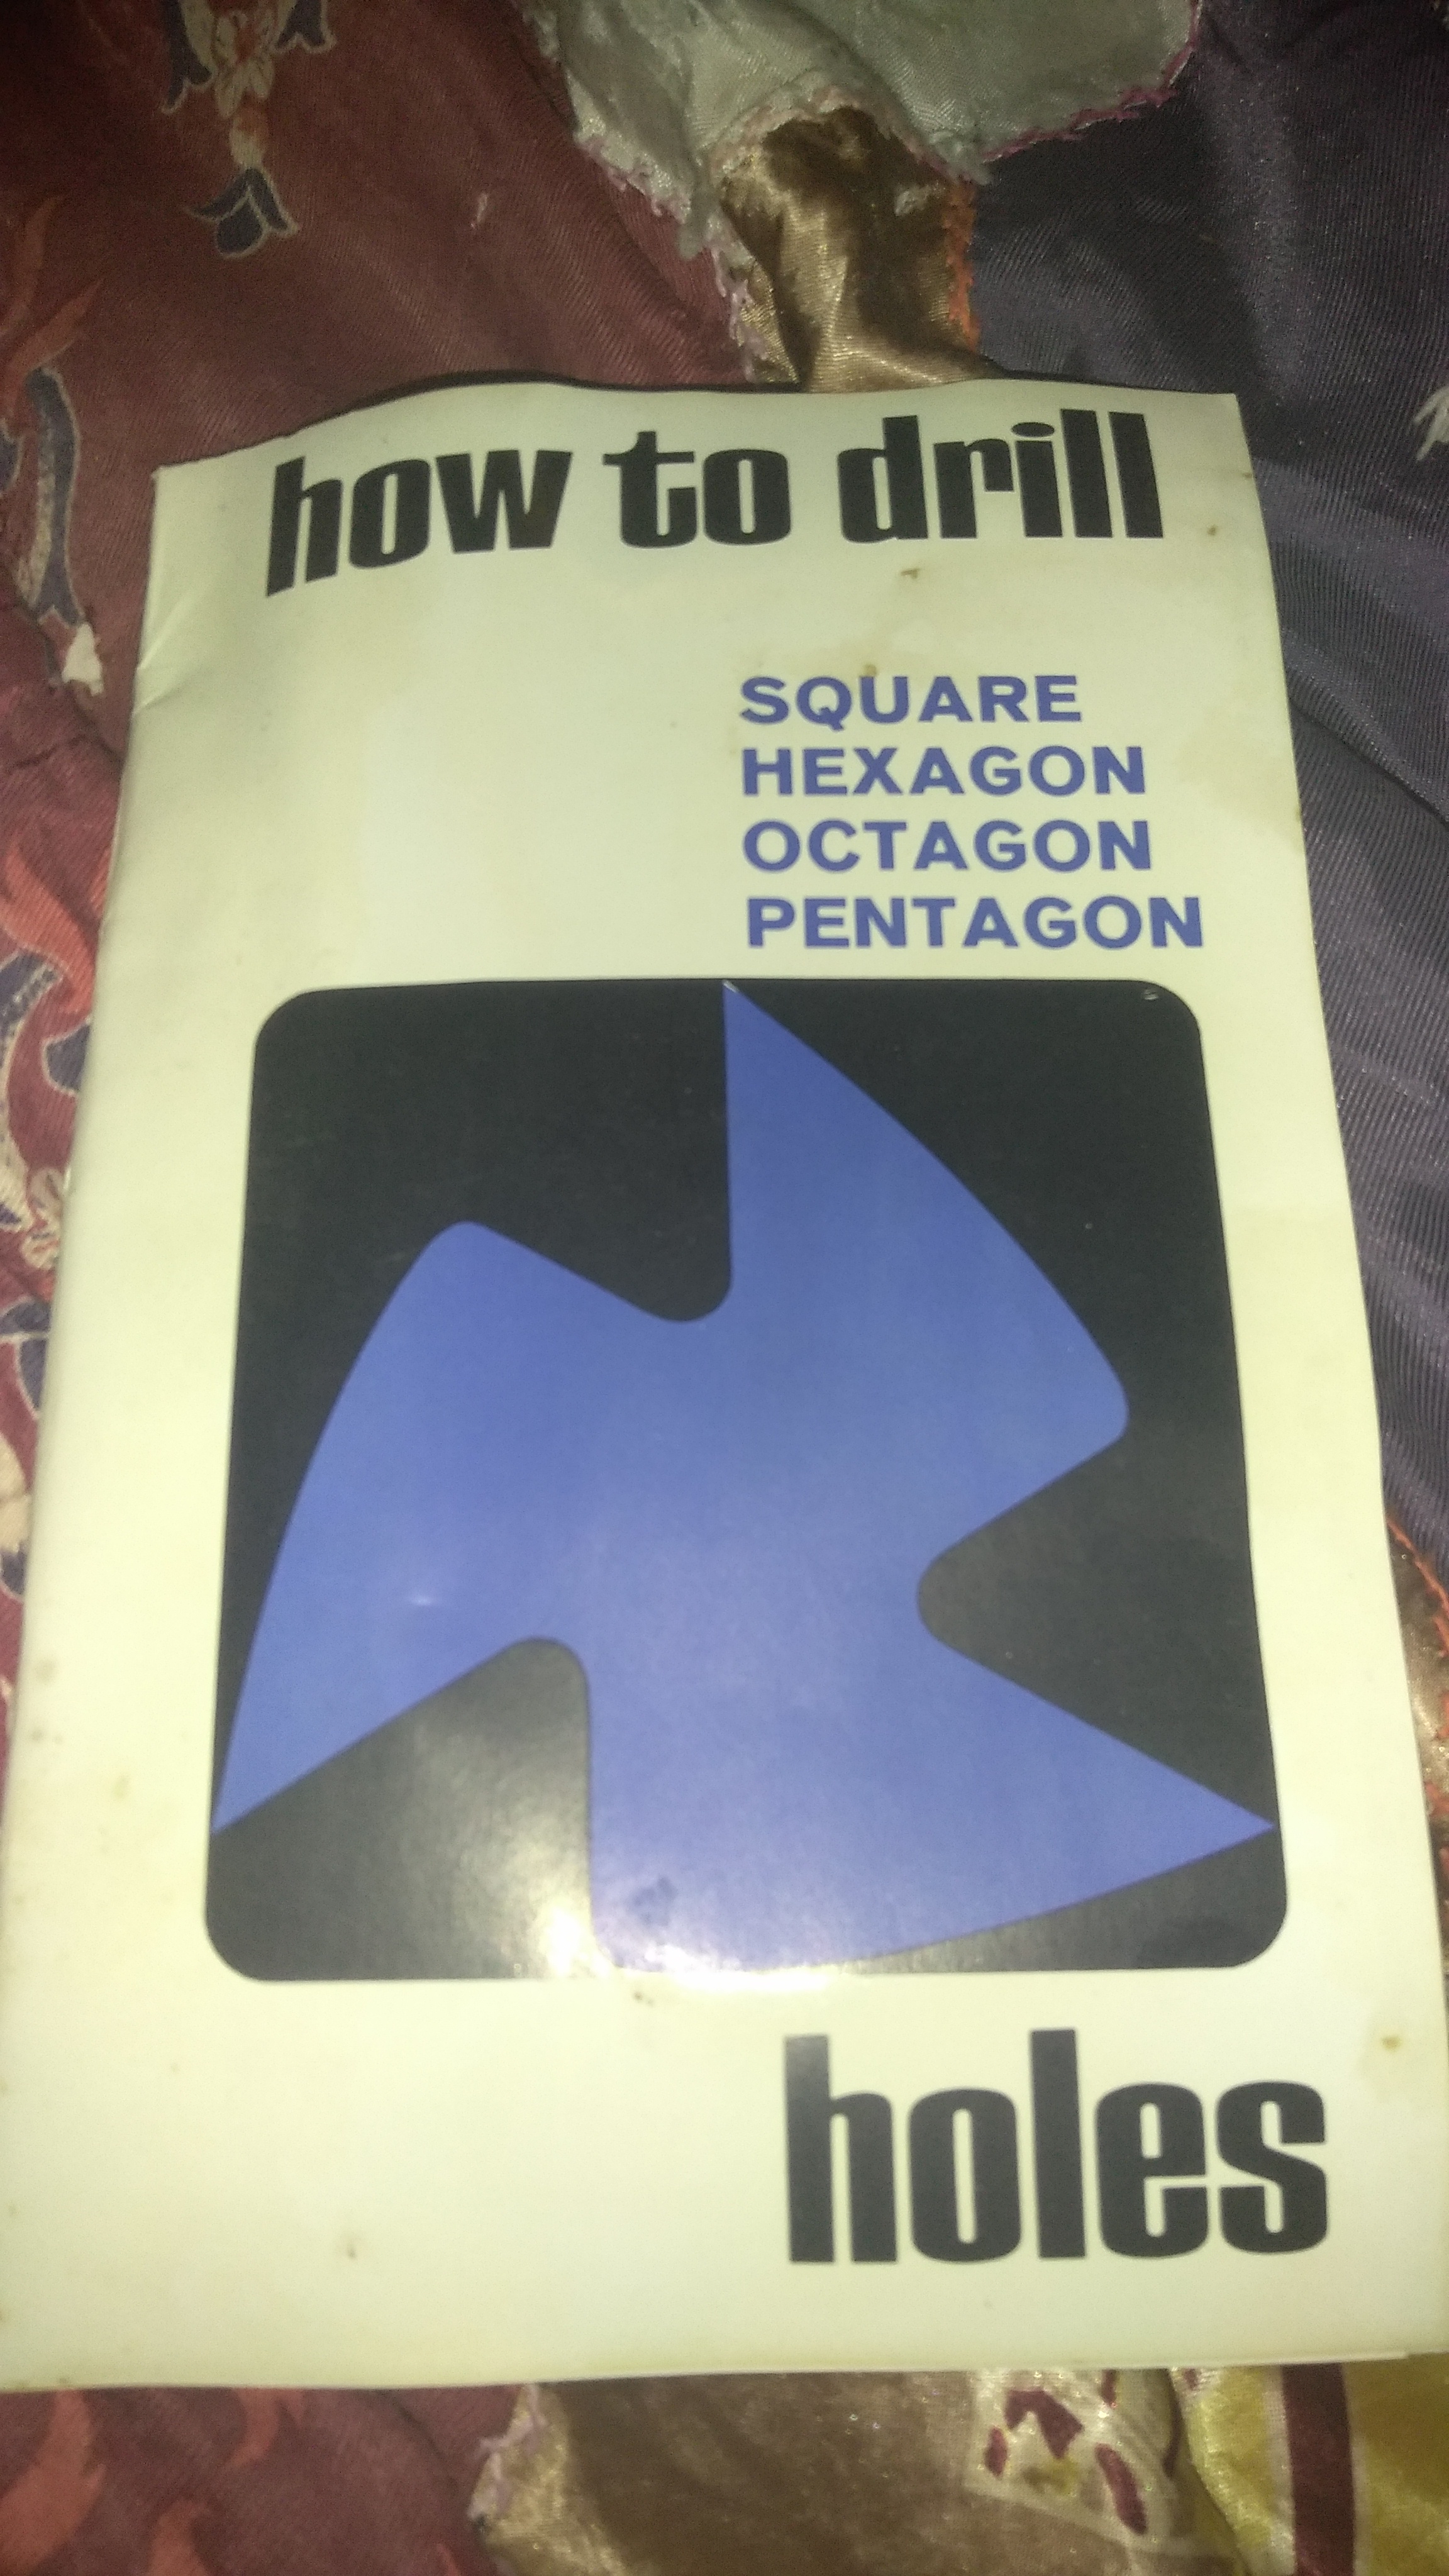 how to drill
SQUARE
HEXAGON
OCTAGON
PENTAGON
holes